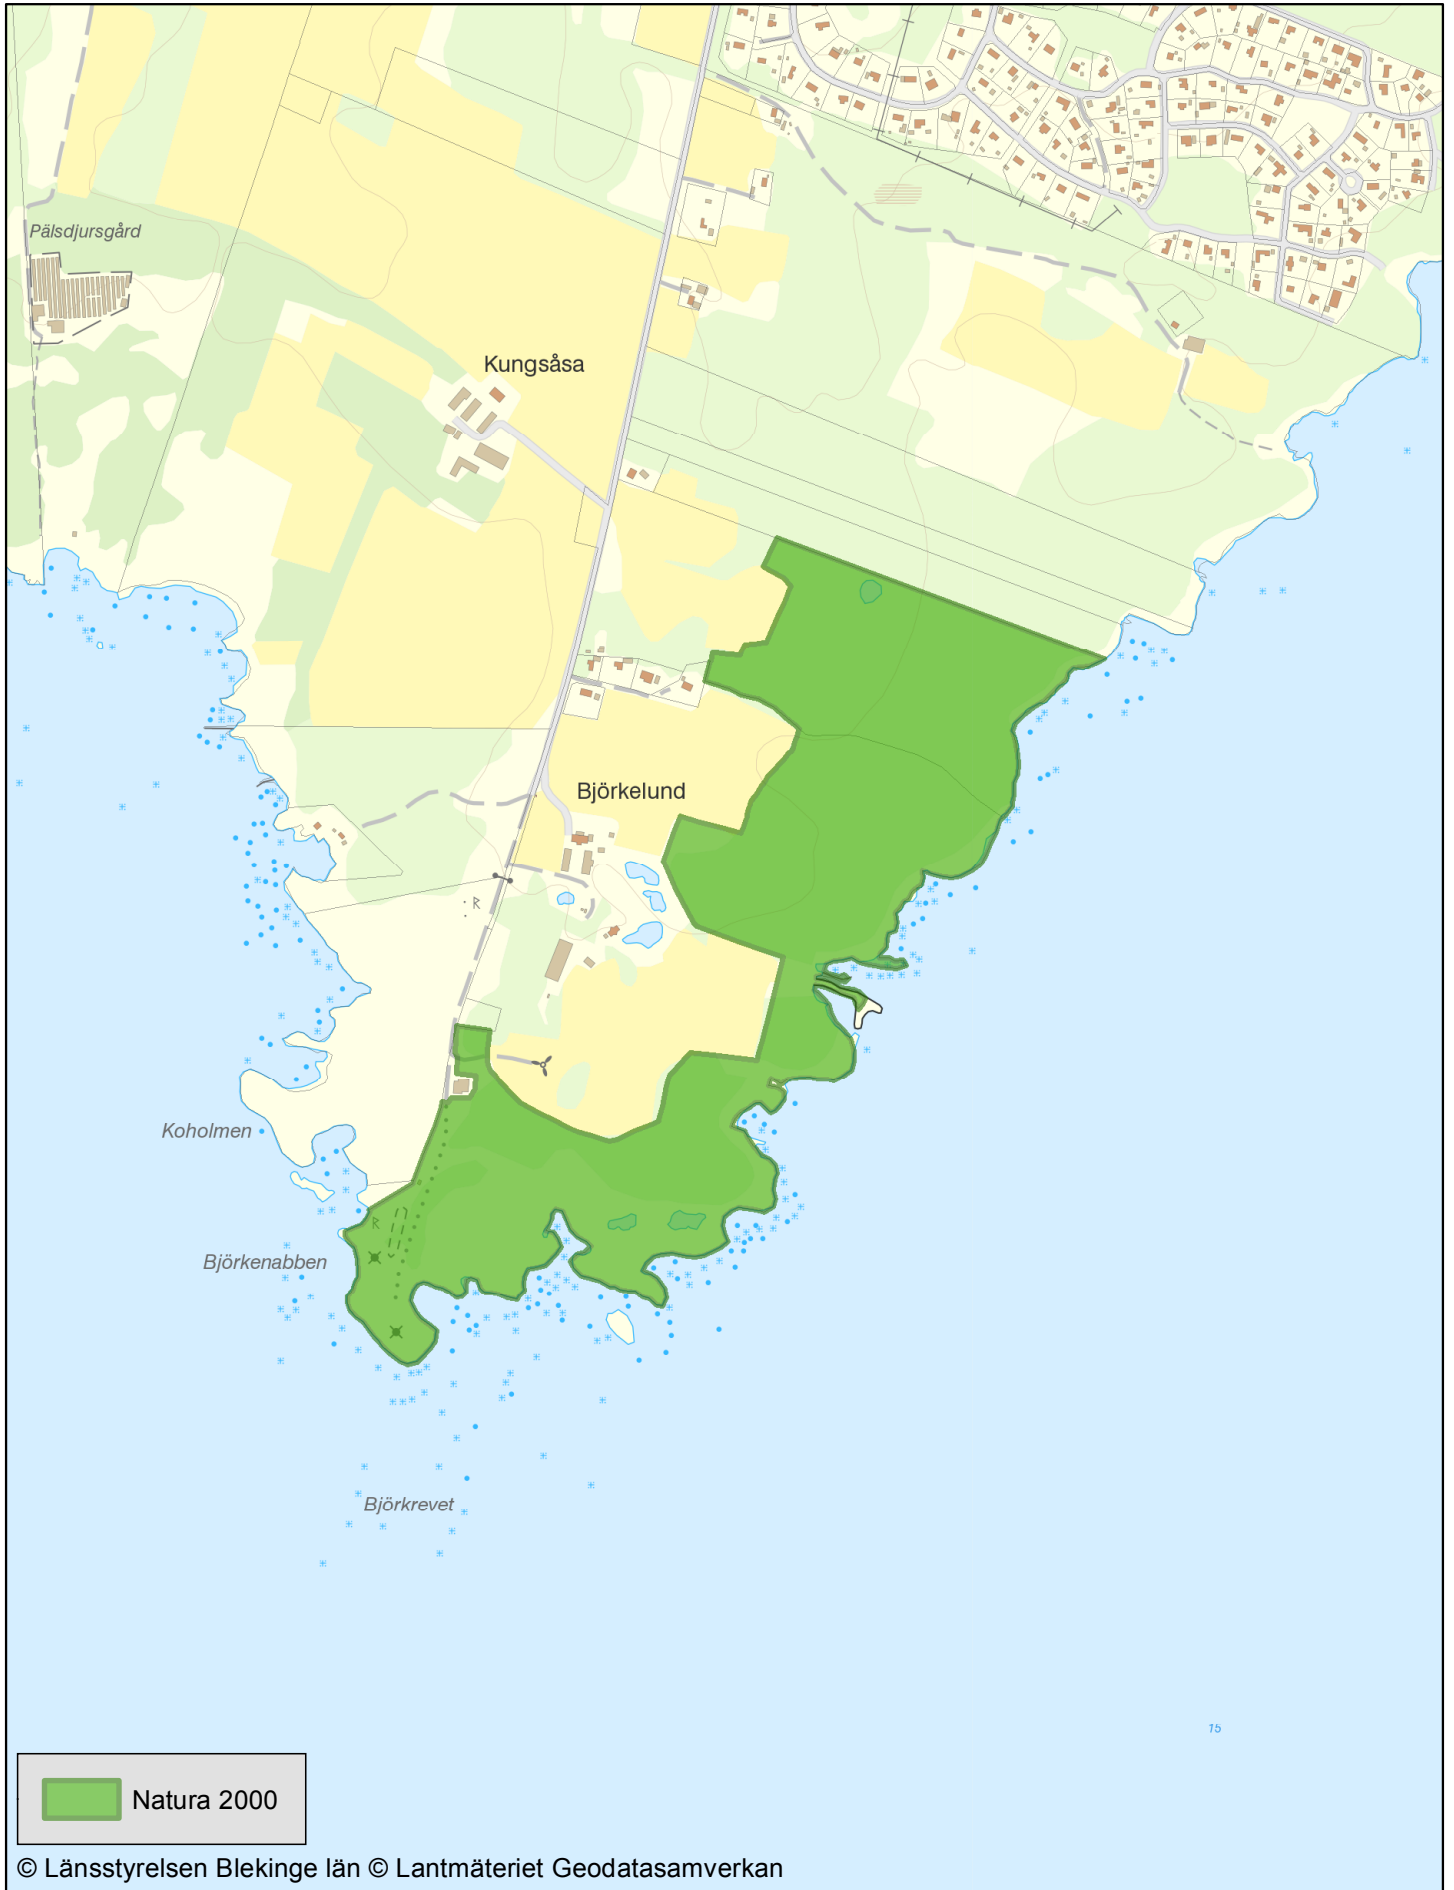 Pälsdjursgård
Kungsåsa
Björkelund
R
Koholmen
R
Björkenabben
Björkrevet
15
Natura 2000
© Länsstyrelsen Blekinge län © Lantmäteriet Geodatasamverkan